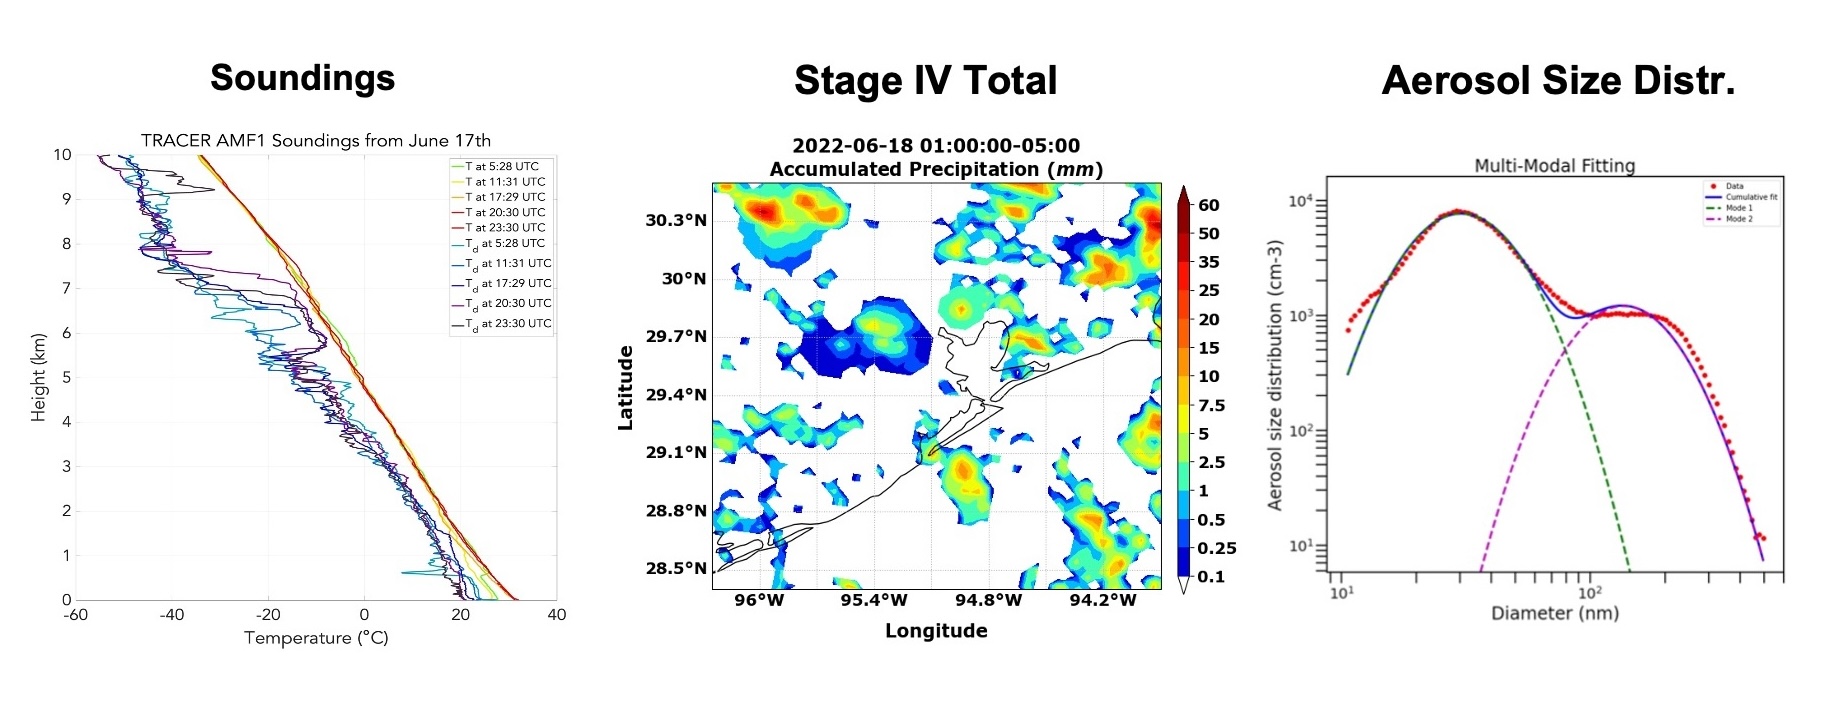 Soundings
TRACER AMF1 Soundings from June 17th
10
9
8
7
6
5
4
3
2
1
0
Height (km)
-60
-40
-20
0
20
40
Temperature (°C)
T at 5:28 UTC
T at 11:31 UTC
T at 17:29 UTC
T at 20:30 UTC
T at 23:30 UTC
Td at 5:28 UTC
Td at 11:31 UTC
Td at 17:29 UTC
Td at 20:30 UTC
Td at 23:30 UTC
Stage IV Total
2022-06-18 01:00:00-05:00
Accumulated Precipitation (mm)
30.3°N
30°N
29.7°N
29.4°N
29.1°N
28.8°N
28.5°N
Latitude
96°W
95.4°W
94.8°W
94.2°W
Longitude
60
50
35
25
20
15
10
7.5
5
2.5
1
0.5
0.25
0.1
Aerosol Size Distr.
Multi-Modal Fitting
10⁴
10³
10²
10¹
Aerosol size distribution (cm-3)
10¹
10²
Diameter (nm)
Data
Cumulative fit
Mode 1
Mode 2